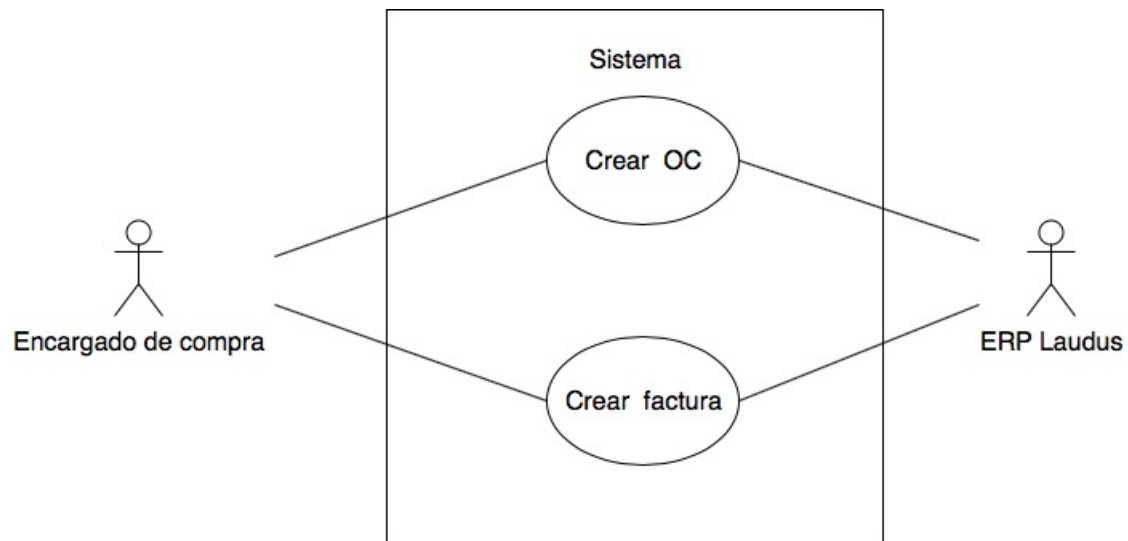 Sistema
Crear OC
Encargado de compra
ERP Laudus
Crear factura